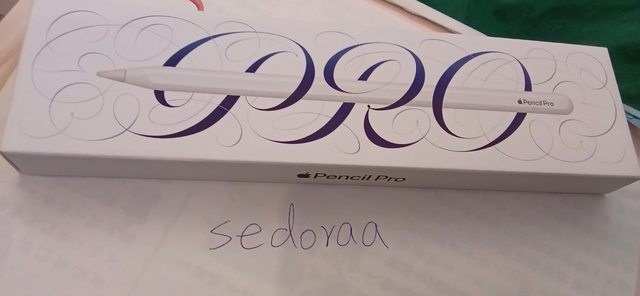 PRO
Pencil Pro
Pencil Pro
sedoraa